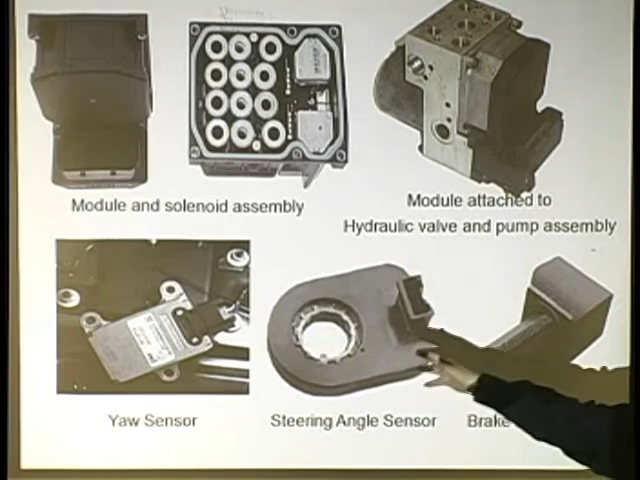 Module and solenoid assembly
Module attached to
Hydraulic valve and pump assembly
Yaw Sensor
Steering Angle Sensor
Brake